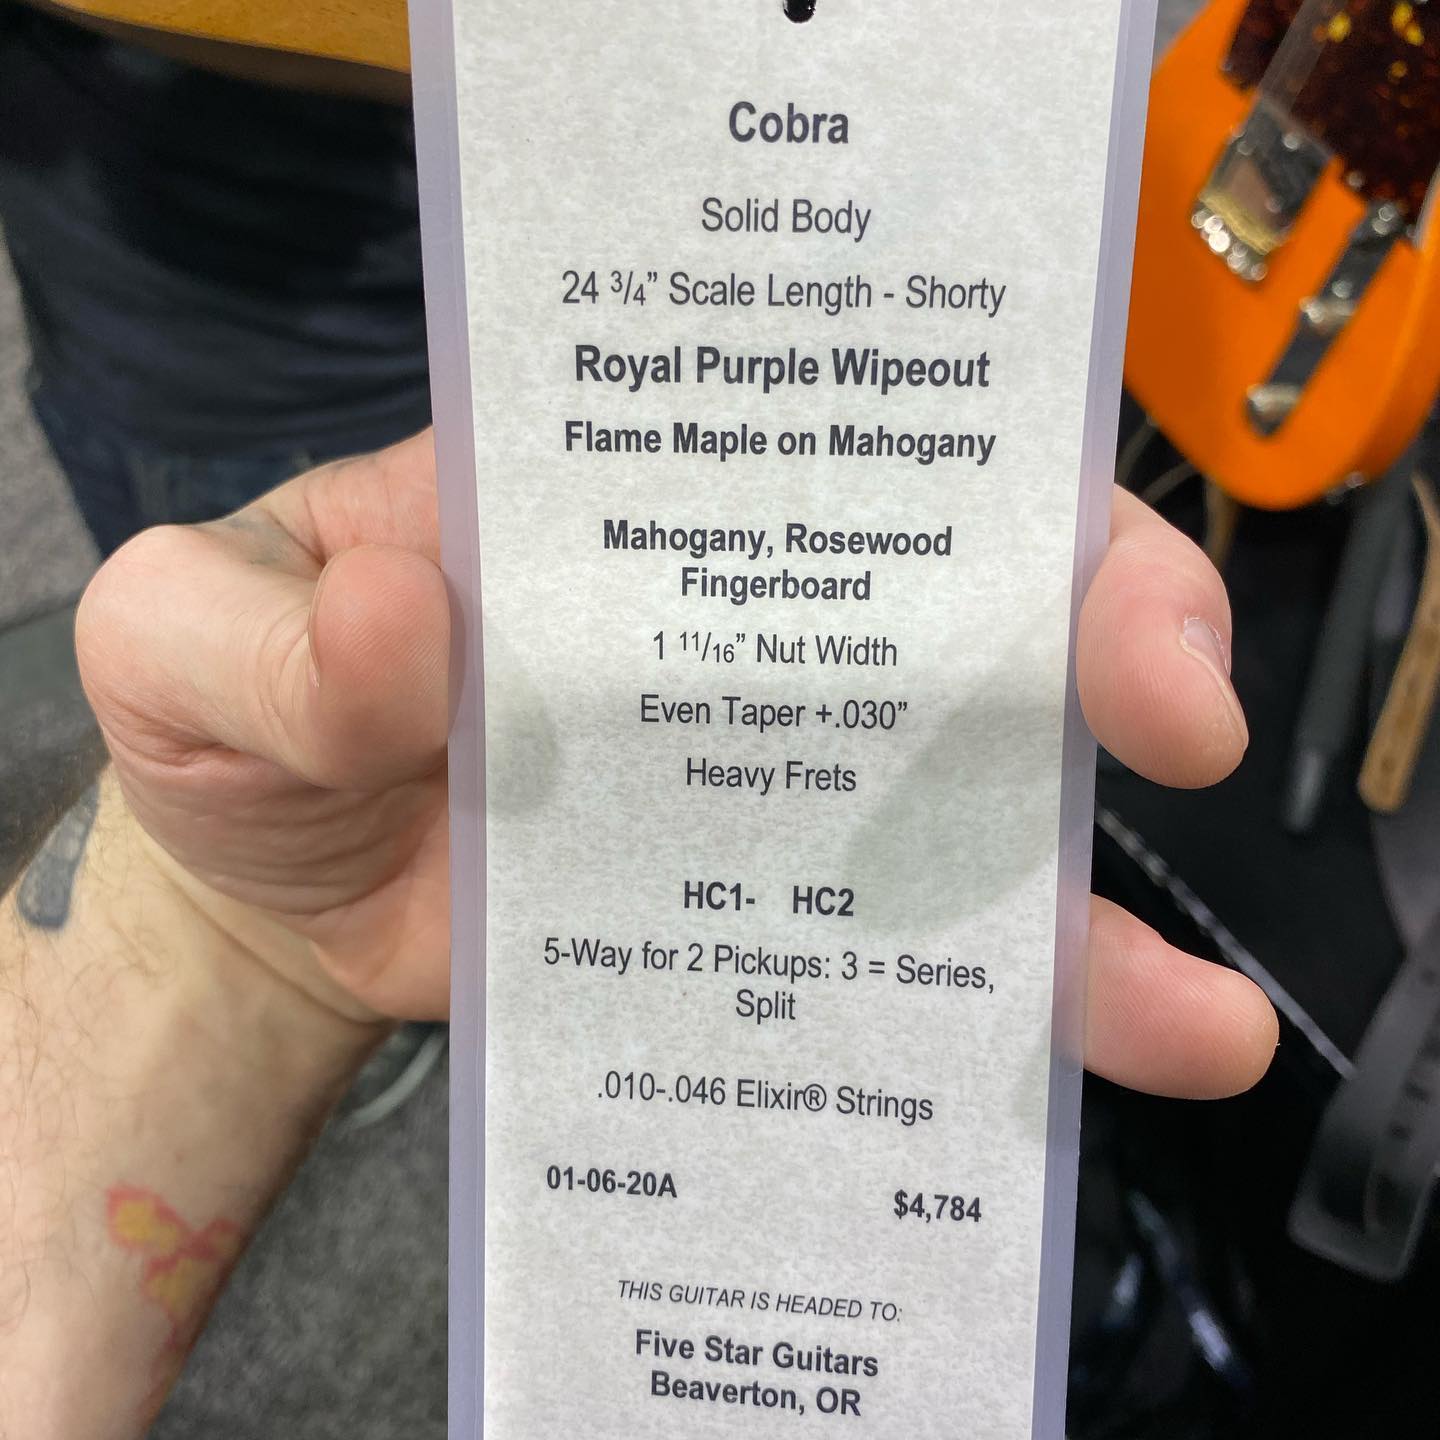 Cobra
Solid Body
24 3/4” Scale Length - Shorty
Royal Purple Wipeout
Flame Maple on Mahogany
Mahogany, Rosewood
Fingerboard
1 11/16” Nut Width
Even Taper +.030”
Heavy Frets
HC1- HC2
5-Way for 2 Pickups: 3 = Series,
Split
.010-.046 Elixir® Strings
01-06-20A $4,784
THIS GUITAR IS HEADED TO:
Five Star Guitars
Beaverton, OR